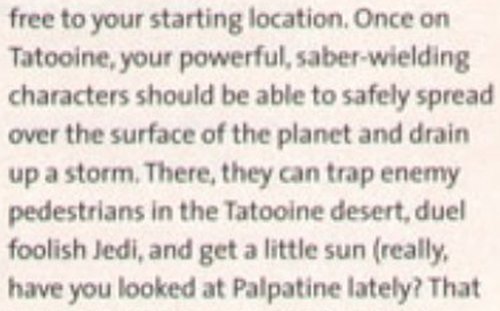 free to your starting location. Once on
Tatooine, your powerful, saber-wielding
characters should be able to safely spread
over the surface of the planet and drain
up a storm. There, they can trap enemy
pedestrians in the Tatooine desert, duel
foolish Jedi, and get a little sun (really,
have you looked at Palpatine lately? That